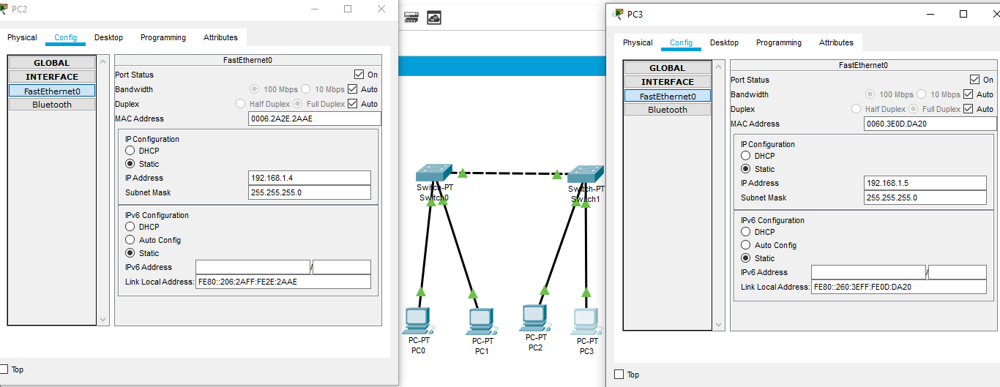 PC2
Physical Config Desktop Programming Attributes
GLOBAL
INTERFACE
FastEthernet0
Bluetooth
FastEthernet0
Port Status On
Bandwidth 100 Mbps 10 Mbps Auto
Duplex Half Duplex Full Duplex Auto
MAC Address 0006.2A2E.2AAE
IP Configuration
DHCP
Static
IP Address 192.168.1.4
Subnet Mask 255.255.255.0
IPv6 Configuration
DHCP
Auto Config
Static
IPv6 Address /
Link Local Address: FE80::206:2AFF:FE2E:2AAE
Top
Switch-PT
Switch0
Switch-PT
Switch1
PC-PT
PC0
PC-PT
PC1
PC-PT
PC2
PC-PT
PC3
PC3
Physical Config Desktop Programming Attributes
GLOBAL
INTERFACE
FastEthernet0
Bluetooth
FastEthernet0
Port Status On
Bandwidth 100 Mbps 10 Mbps Auto
Duplex Half Duplex Full Duplex Auto
MAC Address 0060.3E0D.DA20
IP Configuration
DHCP
Static
IP Address 192.168.1.5
Subnet Mask 255.255.255.0
IPv6 Configuration
DHCP
Auto Config
Static
IPv6 Address /
Link Local Address: FE80::260:3EFF:FE0D:DA20
Top